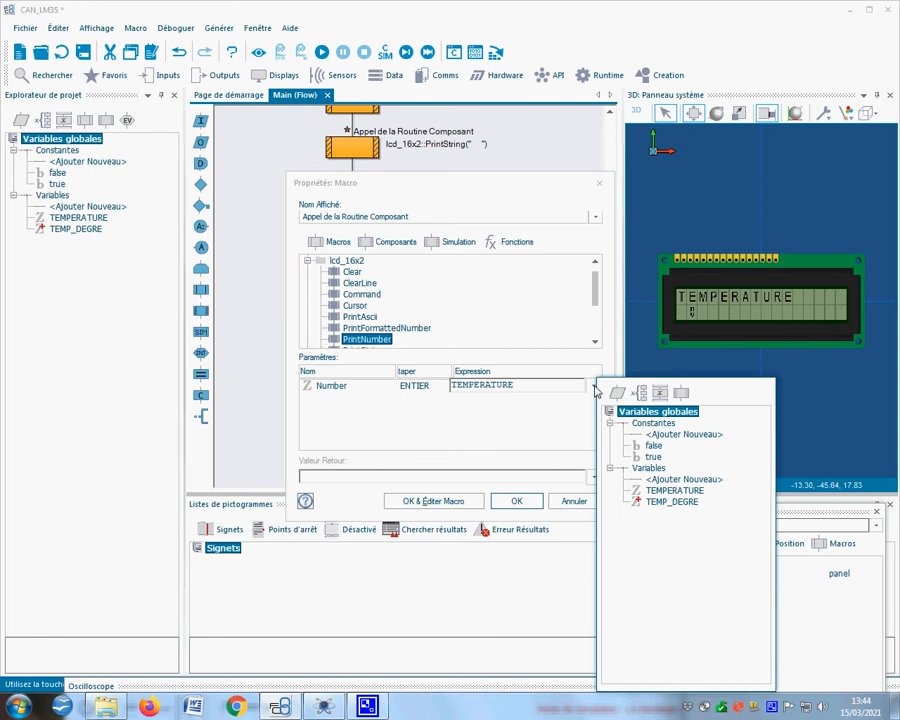 CAN_LM35 *
Fichier Éditer Affichage Macro Déboguer Générer Fenêtre Aide
Rechercher Favoris Inputs Outputs Displays Sensors Data Comms Hardware API Runtime Creation
Explorateur de projet
Variables globales
Constantes
<Ajouter Nouveau>
false
true
Variables
<Ajouter Nouveau>
TEMPERATURE
TEMP_DEGRE
Page de démarrage Main (Flow)
Appel de la Routine Composant
lcd_16x2::PrintString("    ")
Propriétés: Macro
Nom Affiché:
Appel de la Routine Composant
Macros Composants Simulation Fonctions
lcd_16x2
Clear
ClearLine
Command
Cursor
PrintAscii
PrintFormattedNumber
PrintNumber
Paramètres:
Nom taper Expression
Number ENTIER TEMPERATURE
Valeur Retour:
OK & Éditer Macro OK Annuler
3D: Panneau système
3D
TEMPERATURE
-13.30, -45.64, 17.83
Variables globales
Constantes
<Ajouter Nouveau>
false
true
Variables
<Ajouter Nouveau>
TEMPERATURE
TEMP_DEGRE
Position Macros
panel
Listes de pictogrammes
Signets Points d'arrêt Désactivé Chercher résultats Erreur Résultats
Signets
Utilisez la touch
Oscilloscope
13:44
15/03/2021